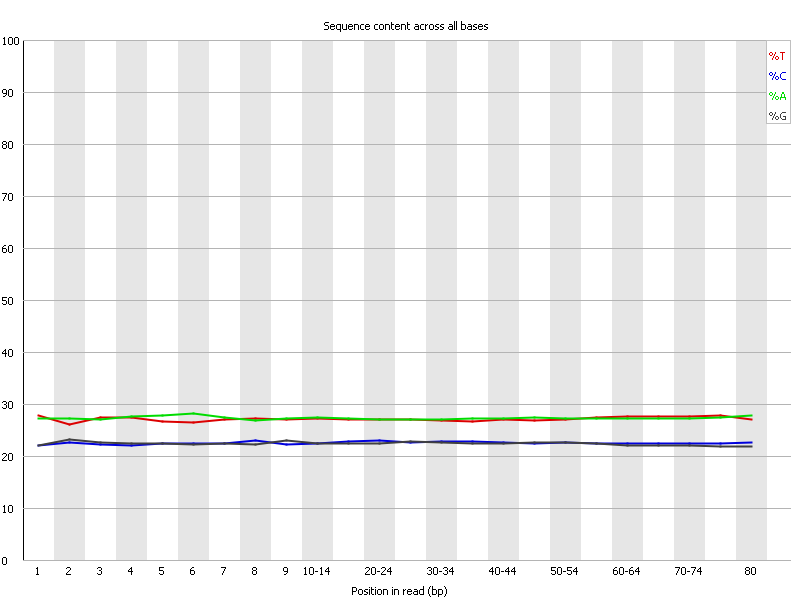 Sequence content across all bases
100
90
80
70
60
50
40
30
20
10
0
%T
%C
%A
%G
1 2 3 4 5 6 7 8 9 10-14 20-24 30-34 40-44 50-54 60-64 70-74 80
Position in read (bp)